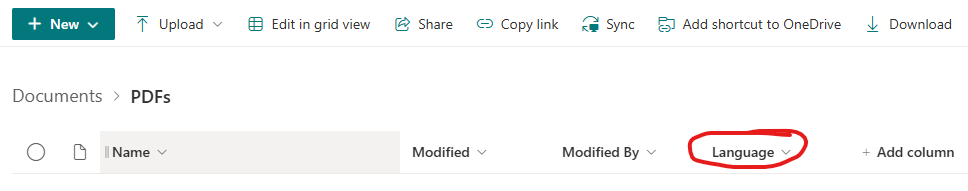 + New Upload Edit in grid view Share Copy link Sync Add shortcut to OneDrive Download
Documents > PDFs
Name Modified Modified By Language + Add column